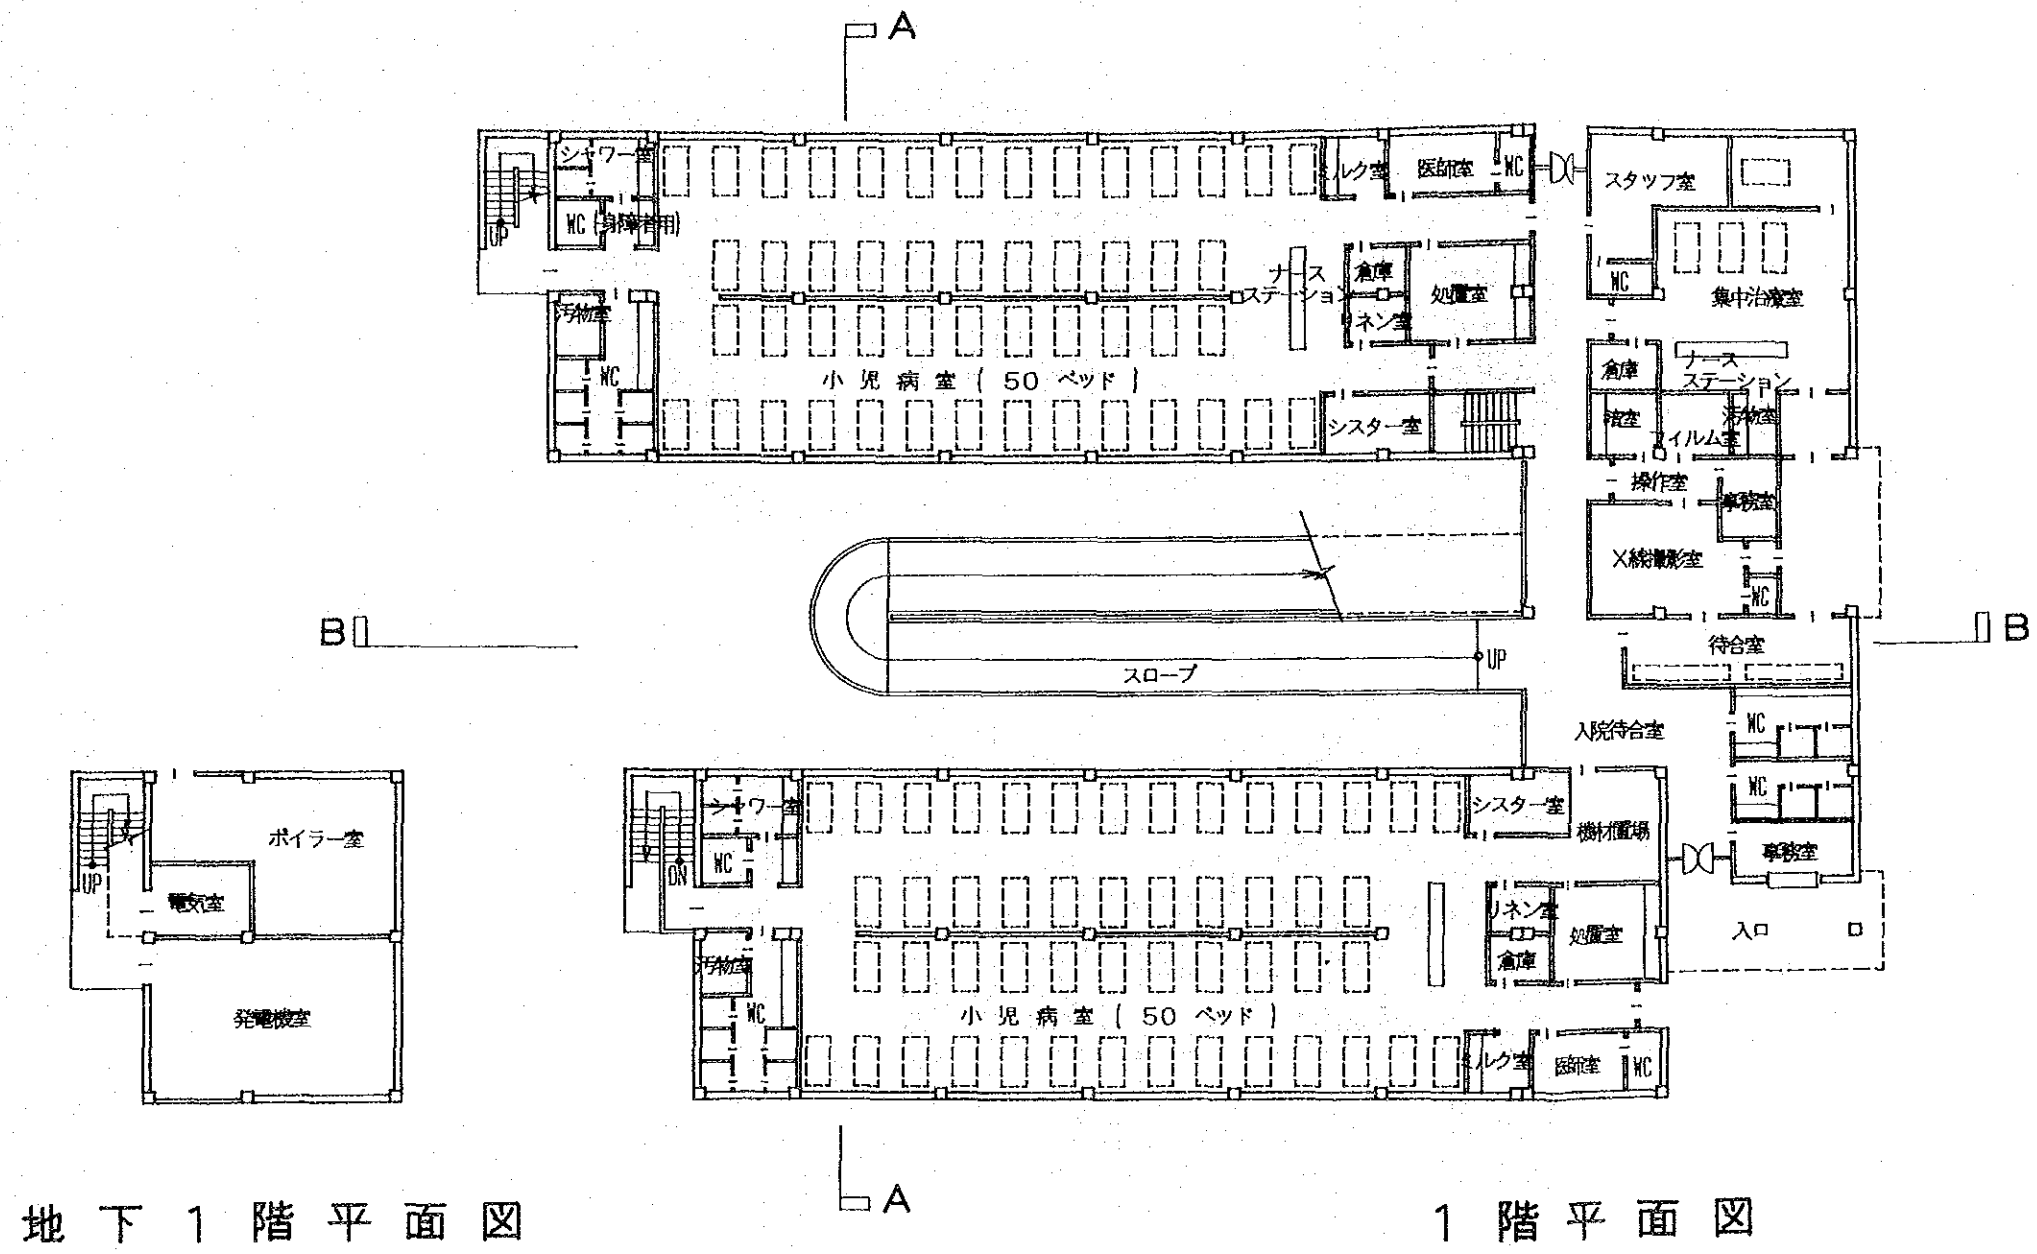 A
シャワー室
ミルク室
医師室
WC
スタッフ室
WC (身障者用)
UP
ナース
ステーション
倉庫
処置室
WC
集中治療室
汚物室
リネン室
WC
小児病室 ( 50 ベッド )
倉庫
ナース
ステーション
シスター室
暗室
フィルム室
汚物室
操作室
事務室
X線撮影室
WC
B
B
待合室
スロープ
UP
入院待合室
WC
シャワー室
シスター室
機材置場
WC
ボイラー室
事務室
WC
DN
UP
電気室
リネン室
処置室
入口
汚物室
倉庫
発電機室
WC
小児病室 ( 50 ベッド )
ミルク室
医師室
WC
A
地下1階平面図
1階平面図